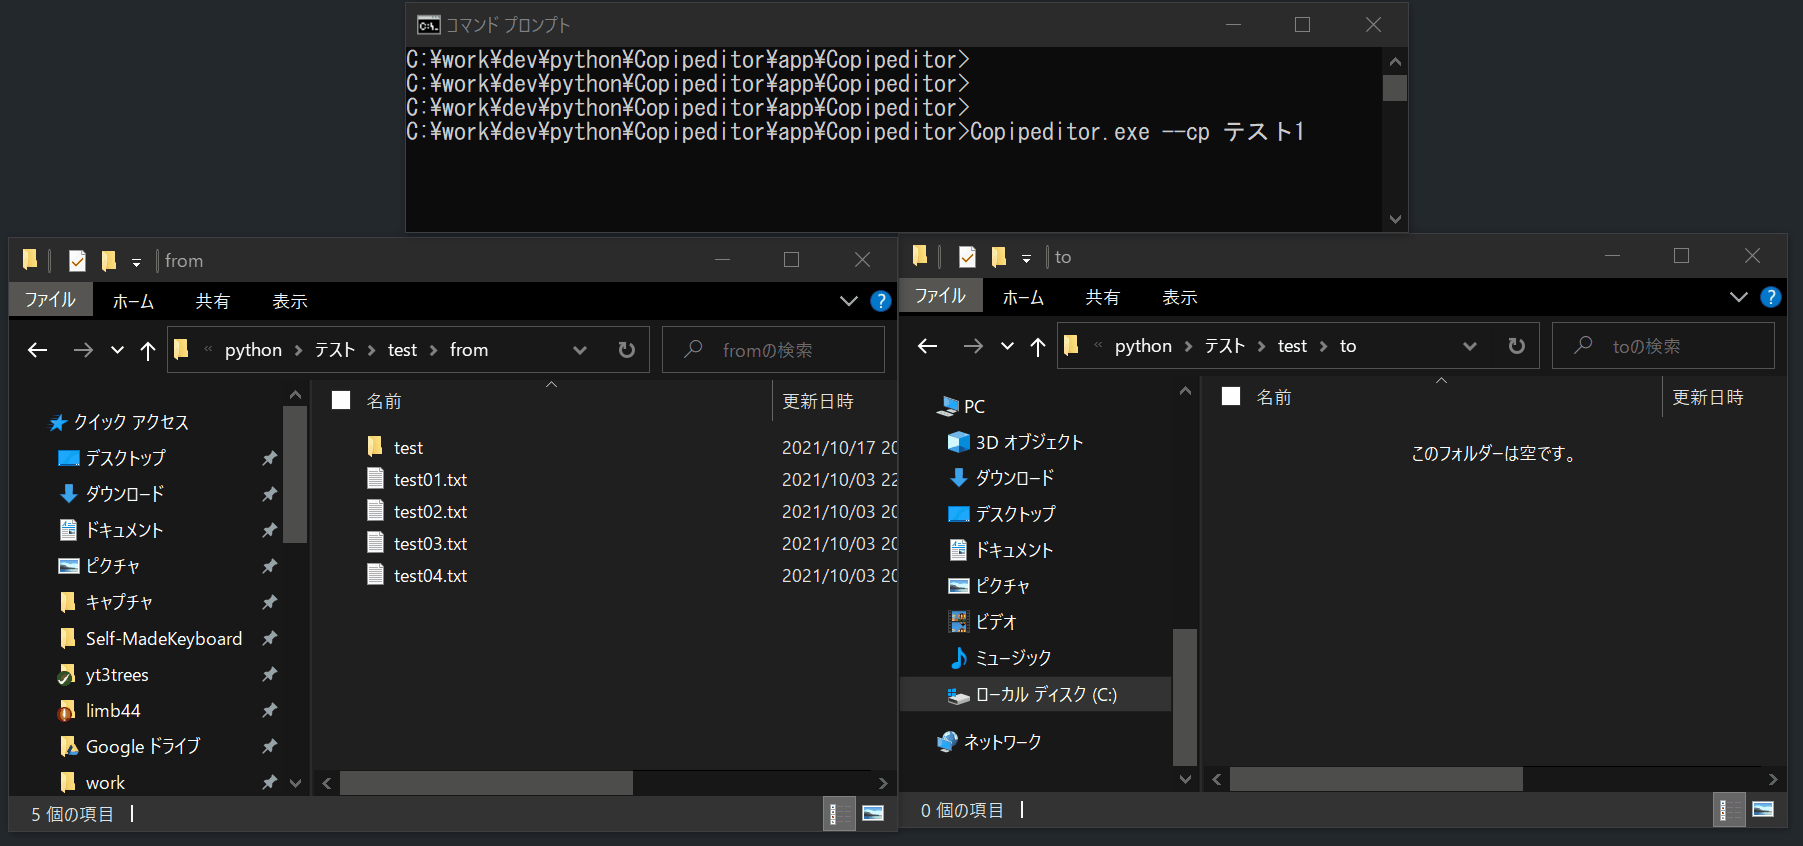 コマンド プロンプト
C:¥work¥dev¥python¥Copipeditor¥app¥Copipeditor>
C:¥work¥dev¥python¥Copipeditor¥app¥Copipeditor>
C:¥work¥dev¥python¥Copipeditor¥app¥Copipeditor>
C:¥work¥dev¥python¥Copipeditor¥app¥Copipeditor>Copipeditor.exe --cp テスト1
from
ファイル ホーム 共有 表示
« python > テスト > test > from
fromの検索
クイック アクセス
デスクトップ
ダウンロード
ドキュメント
ピクチャ
キャプチャ
Self-MadeKeyboard
yt3trees
limb44
Google ドライブ
work
名前 更新日時
test 2021/10/17 20
test01.txt 2021/10/03 22
test02.txt 2021/10/03 20
test03.txt 2021/10/03 20
test04.txt 2021/10/03 20
5 個の項目
to
ファイル ホーム 共有 表示
« python > テスト > test > to
toの検索
PC
3D オブジェクト
ダウンロード
デスクトップ
ドキュメント
ピクチャ
ビデオ
ミュージック
ローカル ディスク (C:)
ネットワーク
名前 更新日時
このフォルダーは空です。
0 個の項目